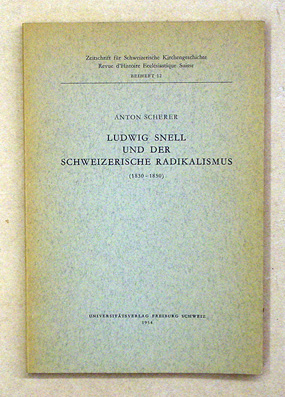 Zeitschrift für Schweizerische Kirchengeschichte
Revue d'Histoire Ecclésiastique Suisse
BEIHEFT 12
ANTON SCHERER
LUDWIG SNELL
UND DER
SCHWEIZERISCHE RADIKALISMUS
(1830–1850)
UNIVERSITÄTSVERLAG FREIBURG SCHWEIZ
1954